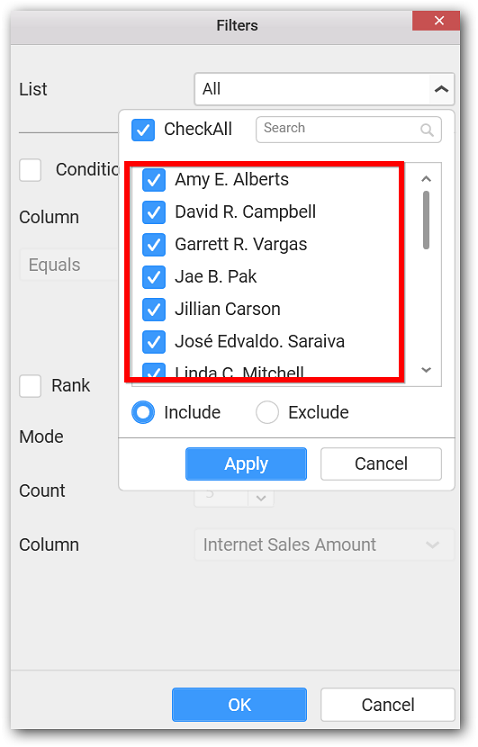 Filters
List
All
CheckAll
Search
Amy E. Alberts
David R. Campbell
Garrett R. Vargas
Jae B. Pak
Jillian Carson
José Edvaldo. Saraiva
Linda C. Mitchell
Include
Exclude
Apply
Cancel
Conditio
Column
Equals
Rank
Mode
Count
5
Column
Internet Sales Amount
OK
Cancel